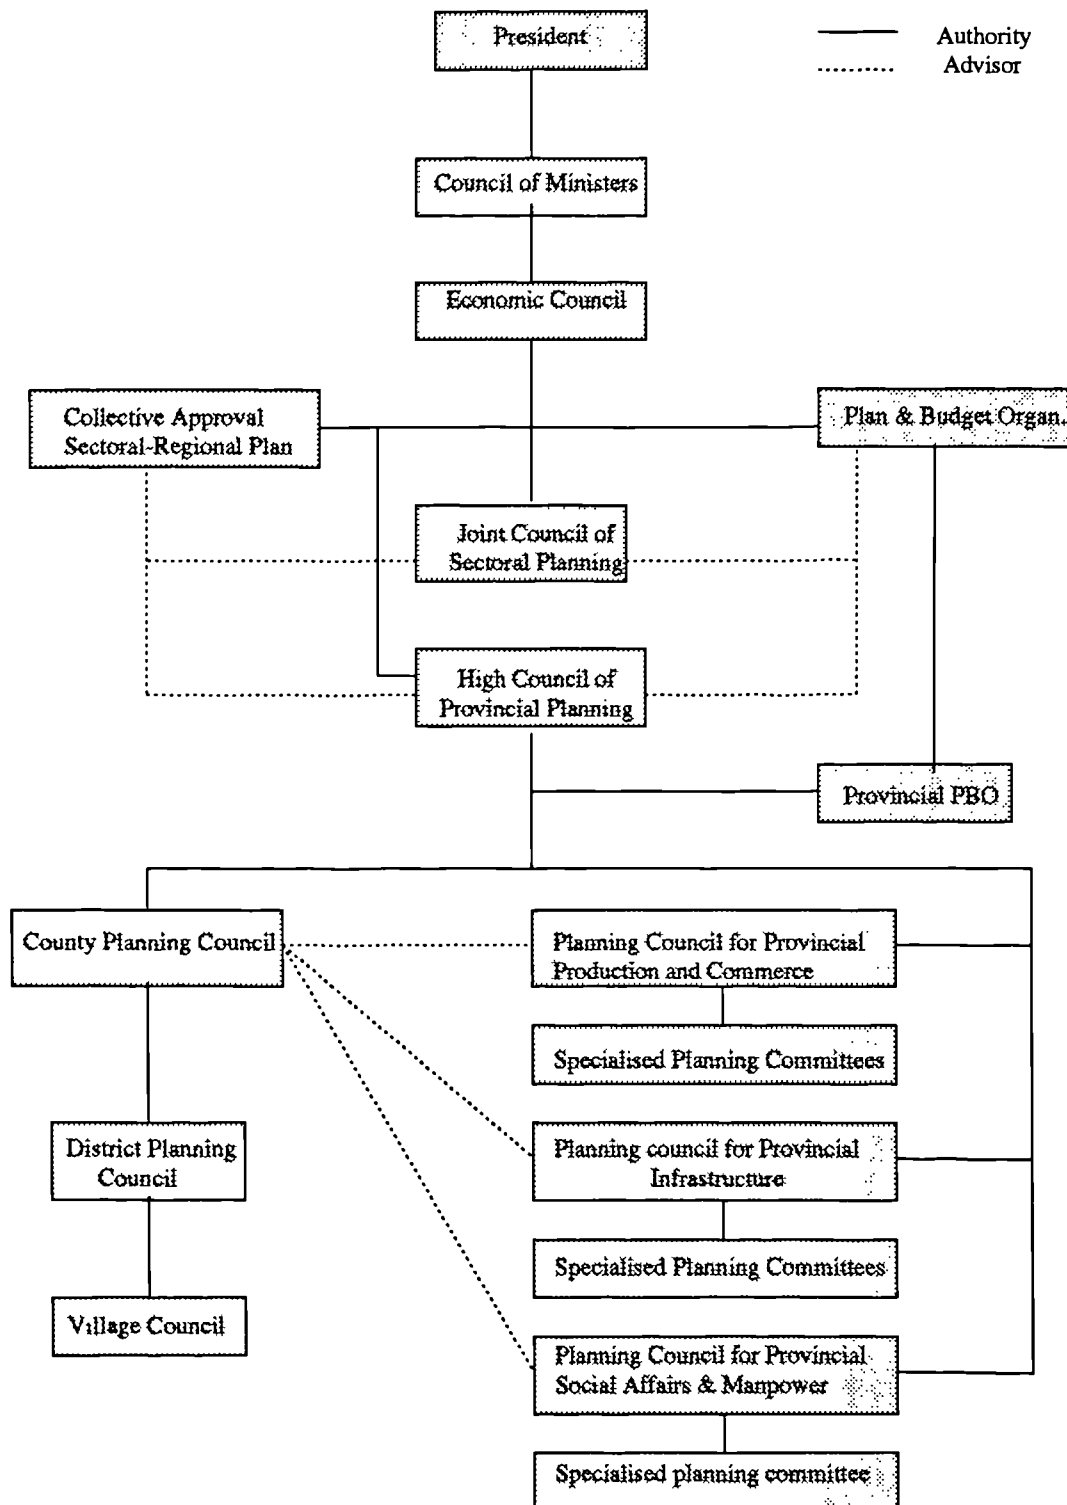 President
Authority
Advisor
Council of Ministers
Economic Council
Collective Approval
Sectoral-Regional Plan
Plan & Budget Organ.
Joint Council of
Sectoral Planning
High Council of
Provincial Planning
Provincial PBO
County Planning Council
Planning Council for Provincial
Production and Commerce
Specialised Planning Committees
District Planning
Council
Planning council for Provincial
Infrastructure
Specialised Planning Committees
Village Council
Planning Council for Provincial
Social Affairs & Manpower
Specialised planning committee